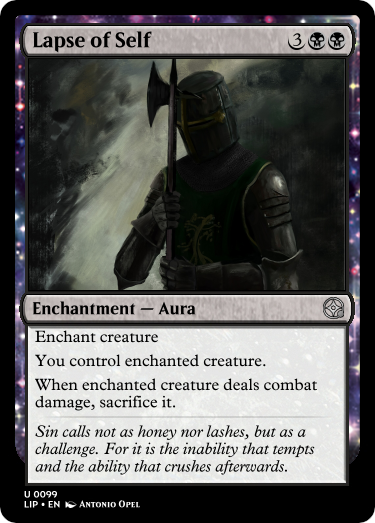 Lapse of Self 3
Enchantment — Aura
Enchant creature
You control enchanted creature.
When enchanted creature deals combat
damage, sacrifice it.
Sin calls not as honey nor lashes, but as a
challenge. For it is the inability that tempts
and the ability that crushes afterwards.
U 0099
LIP • EN Antonio Opel